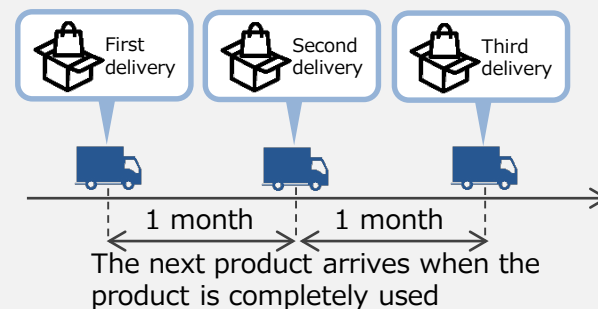 First
delivery
Second
delivery
Third
delivery
1 month
1 month
The next product arrives when the
product is completely used